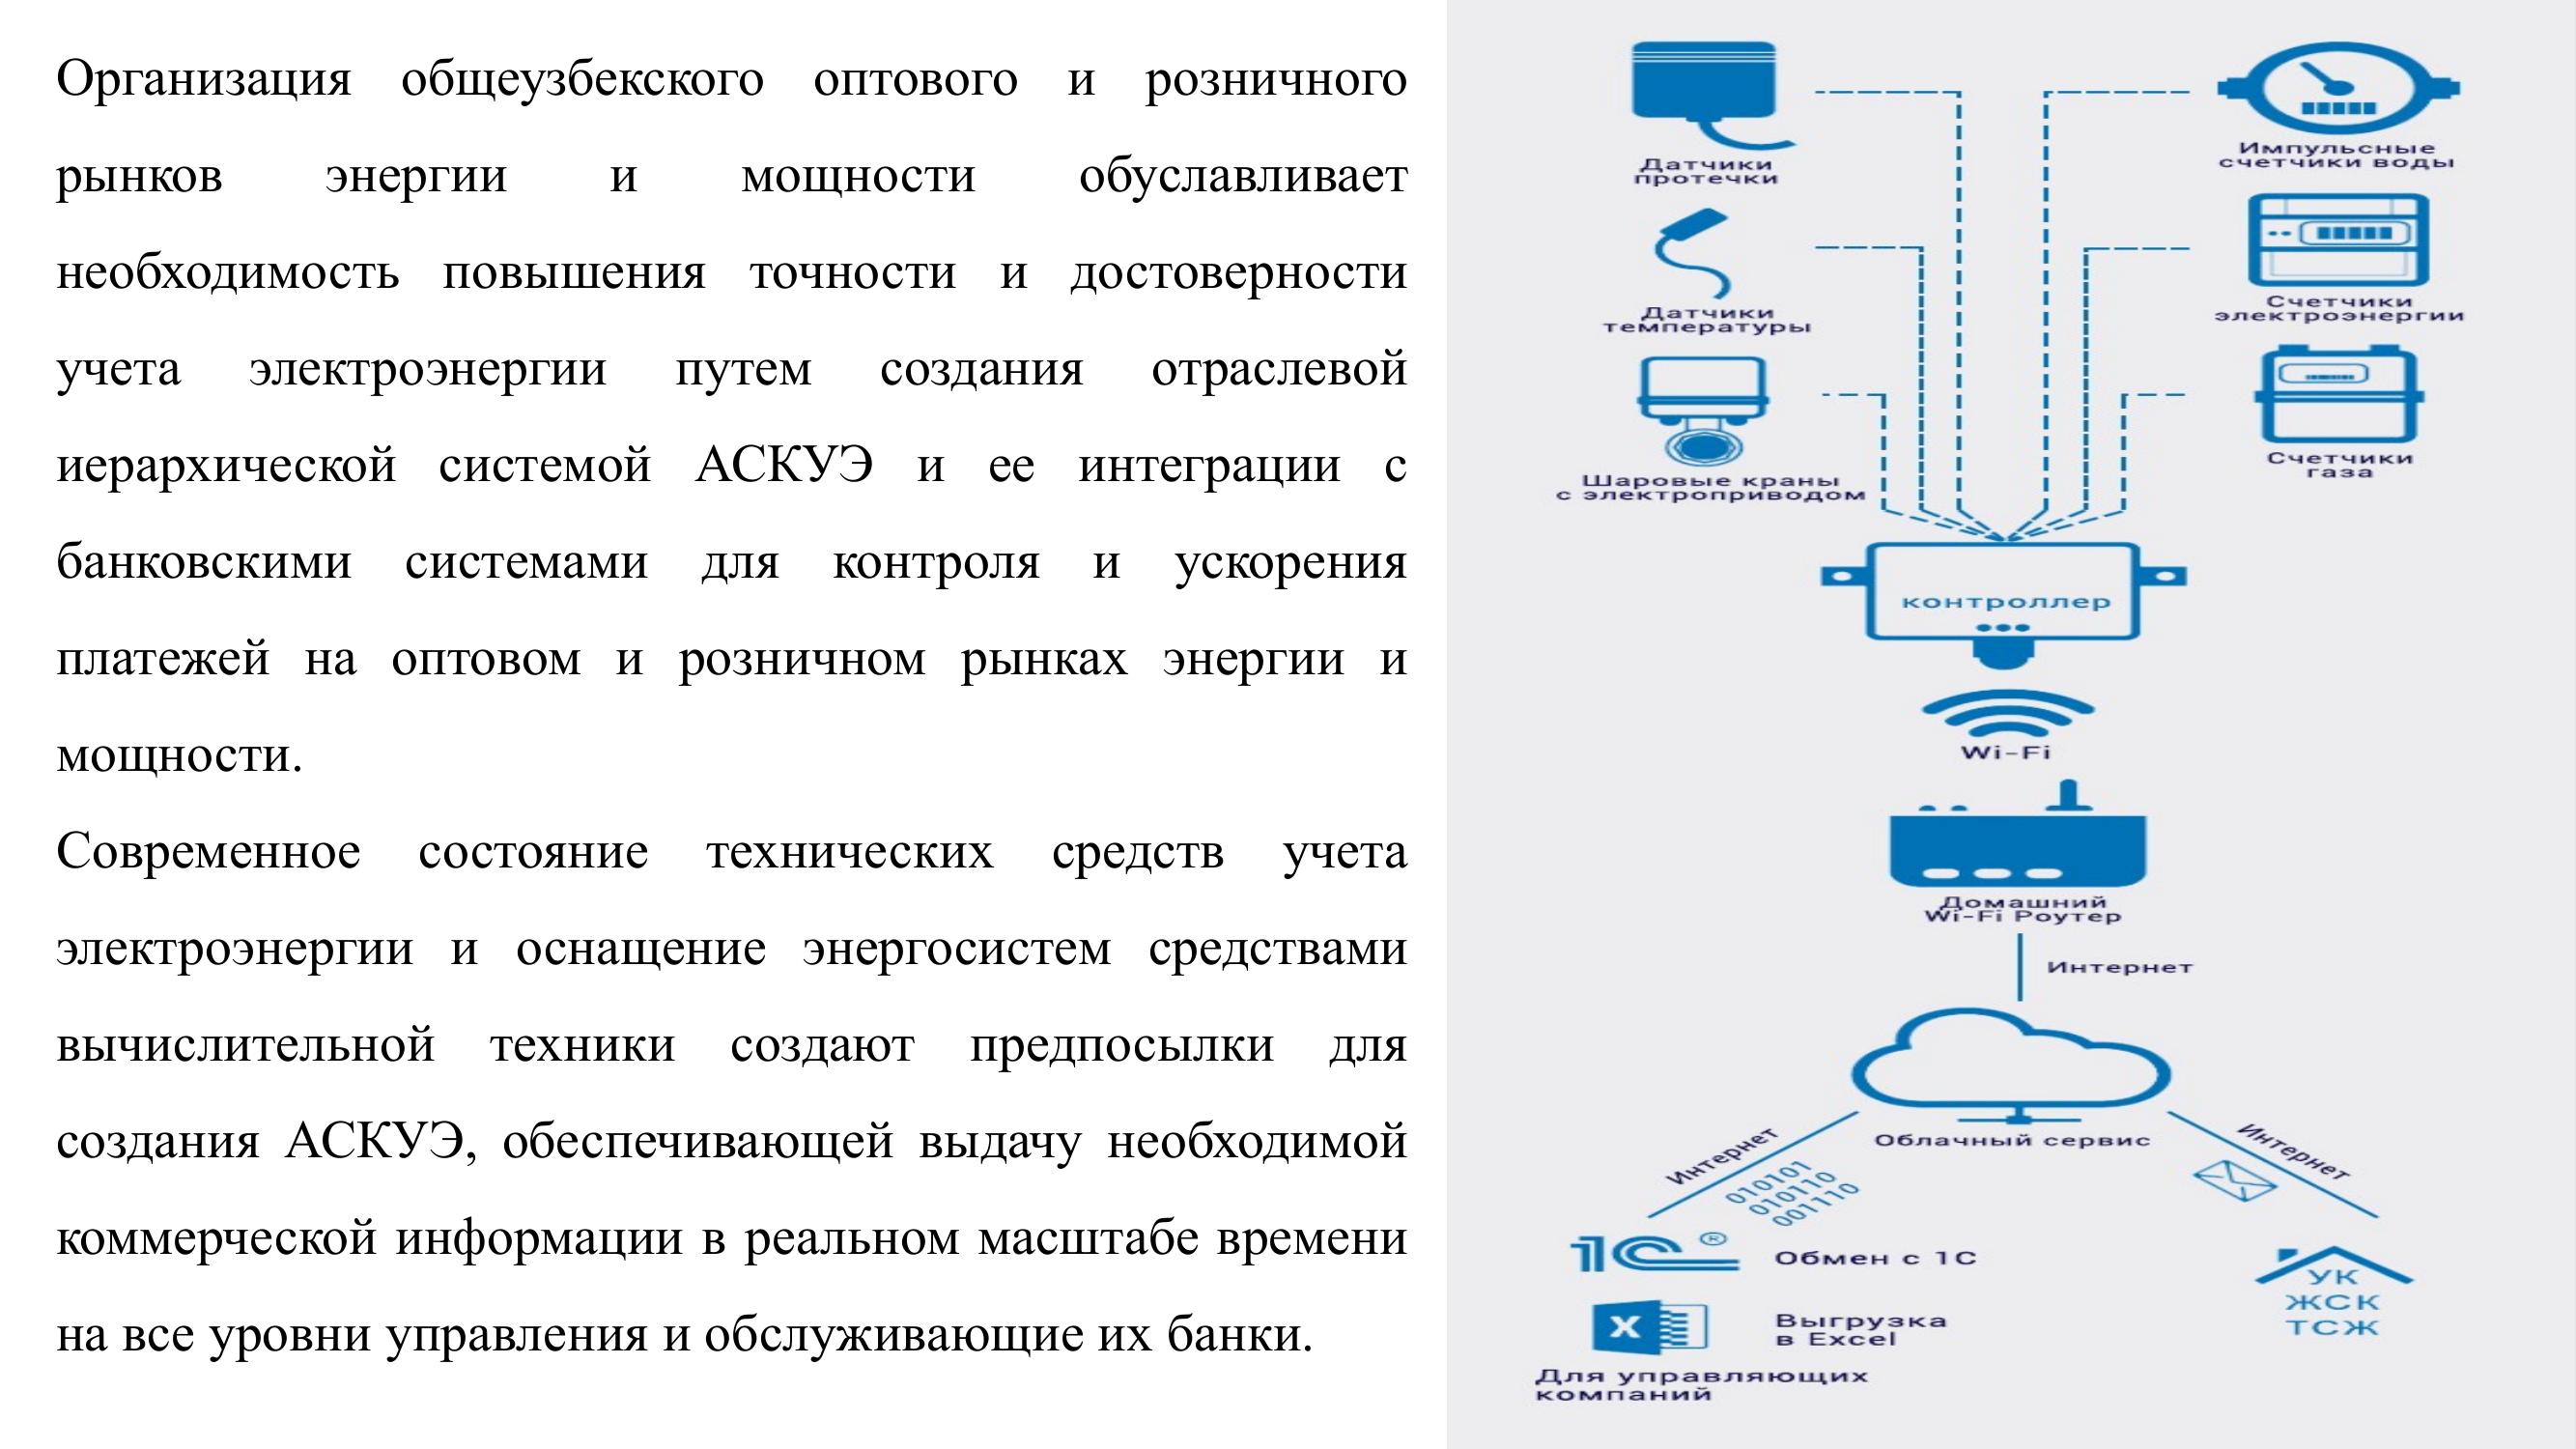 Организация общеузбекского оптового и розничного
рынков энергии и мощности обуславливает
необходимость повышения точности и достоверности
учета электроэнергии путем создания отраслевой
иерархической системой АСКУЭ и ее интеграции с
банковскими системами для контроля и ускорения
платежей на оптовом и розничном рынках энергии и
мощности.
Современное состояние технических средств учета
электроэнергии и оснащение энергосистем средствами
вычислительной техники создают предпосылки для
создания АСКУЭ, обеспечивающей выдачу необходимой
коммерческой информации в реальном масштабе времени
на все уровни управления и обслуживающие их банки.
Датчики
протечки
Импульсные
счетчики воды
Датчики
температуры
Счетчики
электроэнергии
Шаровые краны
с электроприводом
Счетчики
газа
контроллер
Wi-Fi
Домашний
Wi-Fi Роутер
Интернет
Облачный сервис
Интернет
010101
010110
001110
Интернет
1С ®
Обмен с 1С
X
Выгрузка
в Excel
Для управляющих
компаний
УК
ЖСК
ТСЖ